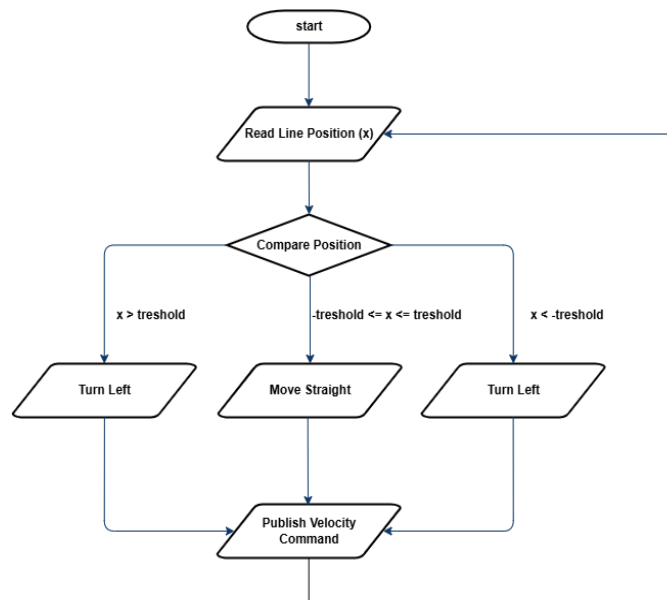 start
Read Line Position (x)
Compare Position
x > treshold
-treshold <= x <= treshold
x < -treshold
Turn Left
Move Straight
Turn Left
Publish Velocity
Command